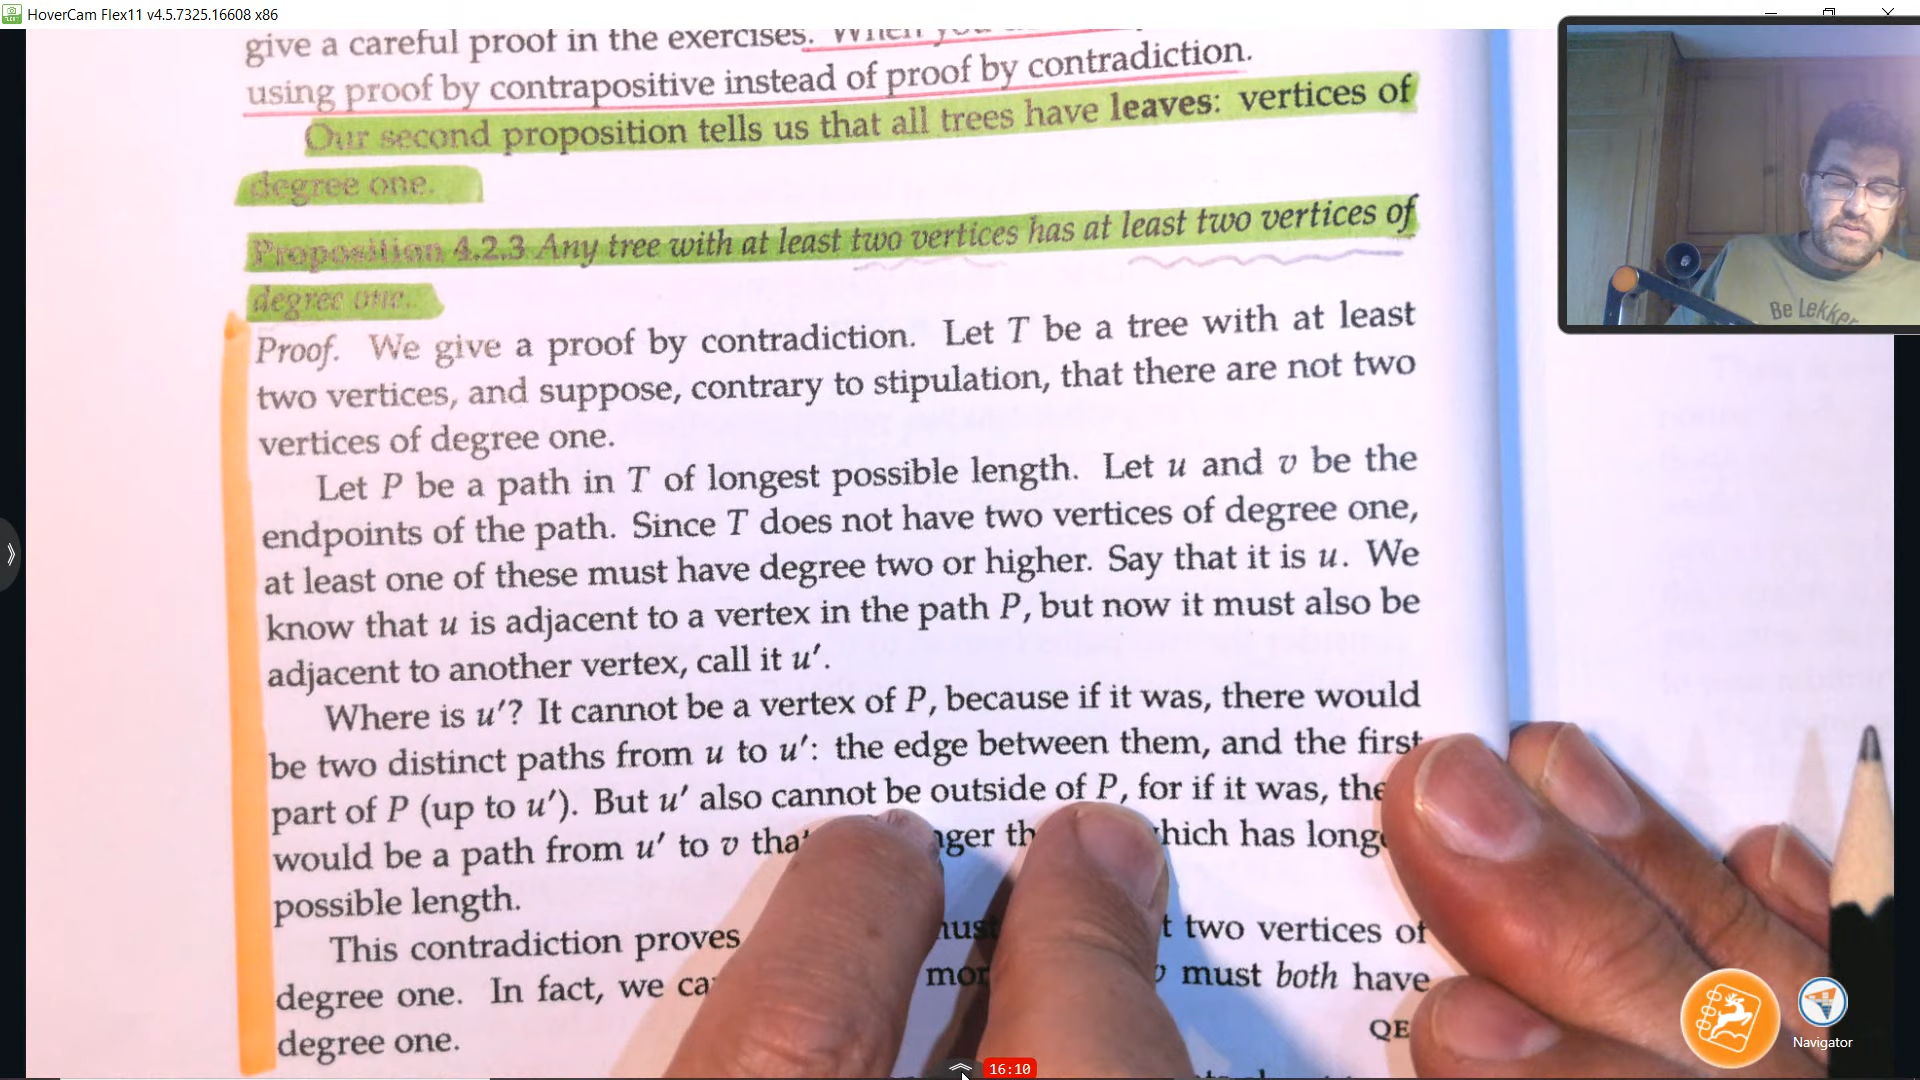 HoverCam Flex11 v4.5.7325.16608 x86
give a careful proof in the exercises. When you
using proof by contrapositive instead of proof by contradiction.
Our second proposition tells us that all trees have leaves: vertices of
degree one.
Proposition 4.2.3 Any tree with at least two vertices has at least two vertices of
degree one.
Proof. We give a proof by contradiction. Let T be a tree with at least
two vertices, and suppose, contrary to stipulation, that there are not two
vertices of degree one.
Let P be a path in T of longest possible length. Let u and v be the
endpoints of the path. Since T does not have two vertices of degree one,
at least one of these must have degree two or higher. Say that it is u. We
know that u is adjacent to a vertex in the path P, but now it must also be
adjacent to another vertex, call it u′.
Where is u′? It cannot be a vertex of P, because if it was, there would
be two distinct paths from u to u′: the edge between them, and the first
part of P (up to u′). But u′ also cannot be outside of P, for if it was,
would be a path from u′ to v has
possible length.
This contradiction proves two vertices of
degree one. In fact, we must both have
degree one.
Be Lekker
Navigator
16:10